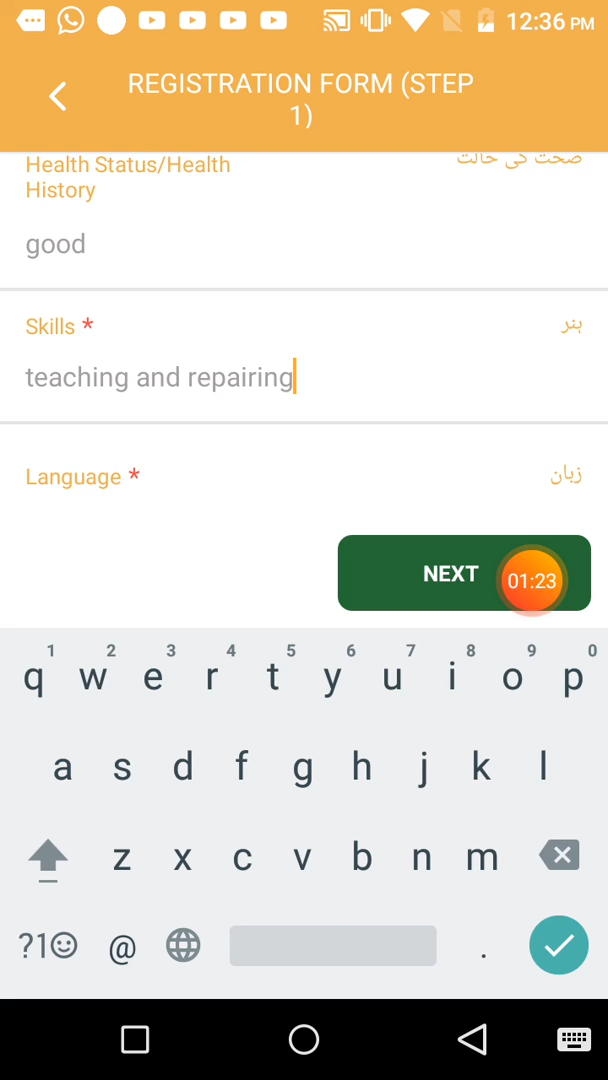 12:36 PM
REGISTRATION FORM (STEP
1)
Health Status/Health صحت کی حالت
History
good
Skills * ہنر
teaching and repairing
Language * زبان
NEXT 01:23
1 2 3 4 5 6 7 8 9 0
q w e r t y u i o p
a s d f g h j k l
z x c v b n m
?1☺ @ .